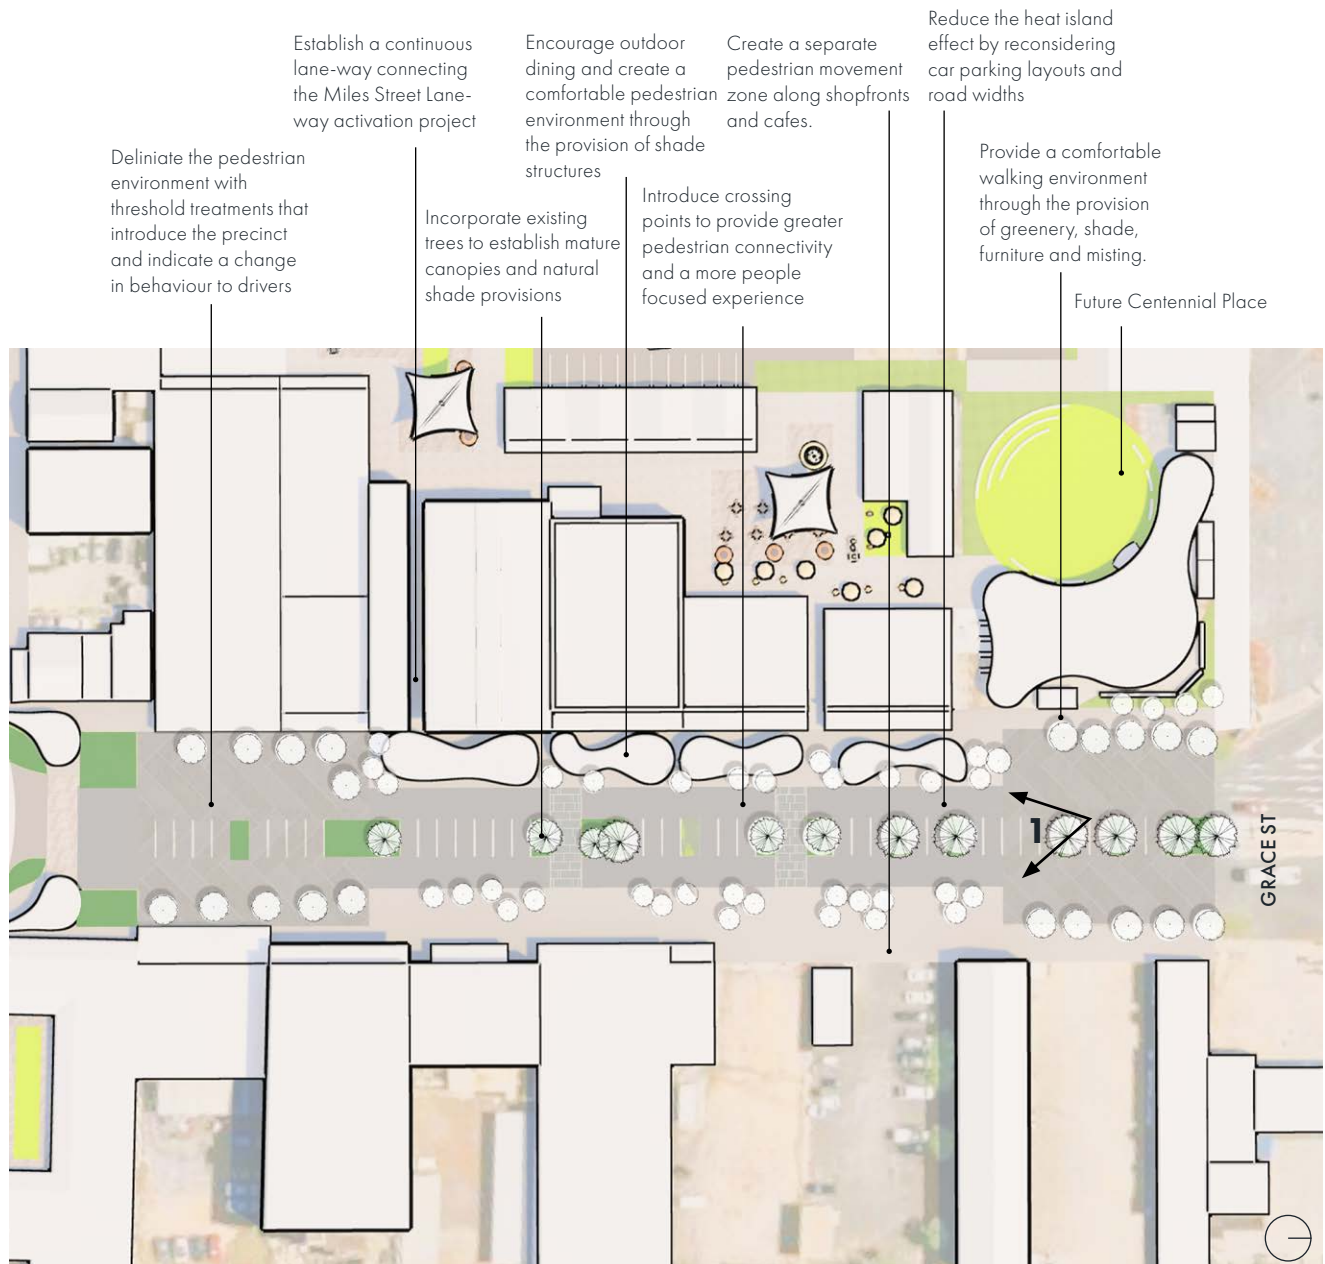 Reduce the heat island
effect by reconsidering
car parking layouts and
road widths
Establish a continuous
lane-way connecting
the Miles Street Lane-
way activation project
Encourage outdoor
dining and create a
comfortable pedestrian
environment through
the provision of shade
structures
Create a separate
pedestrian movement
zone along shopfronts
and cafes.
Deliniate the pedestrian
environment with
threshold treatments that
introduce the precinct
and indicate a change
in behaviour to drivers
Provide a comfortable
walking environment
through the provision
of greenery, shade,
furniture and misting.
Incorporate existing
trees to establish mature
canopies and natural
shade provisions
Introduce crossing
points to provide greater
pedestrian connectivity
and a more people
focused experience
Future Centennial Place
1
GRACE ST